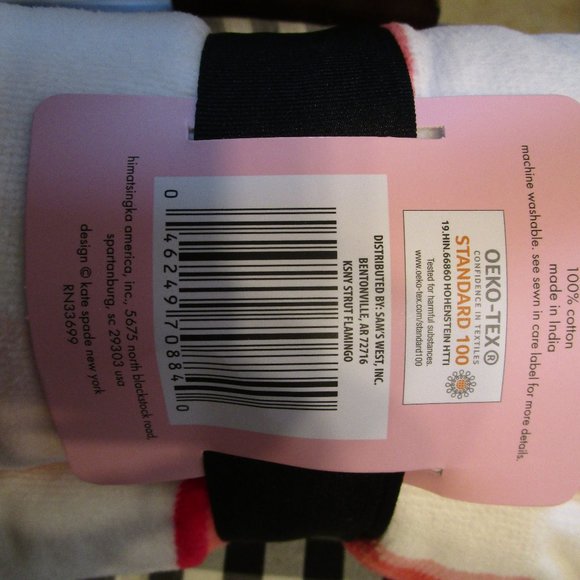 100% cotton
made in India
machine washable. see sewn in care label for more details.
OEKO-TEX®
CONFIDENCE IN TEXTILES
STANDARD 100
19.HIN.66860 HOHENSTEIN HTTI
Tested for harmful substances.
www.oeko-tex.com/standard100
DISTRIBUTED BY: SAM'S WEST, INC.
BENTONVILLE, AR 72716
KSNY STRUT FLAMINGO
0 46249 70884 0
himatsingka america, inc., 5675 north blackstock road,
spartanburg, sc 29303 usa
design © kate spade new york
RN33699